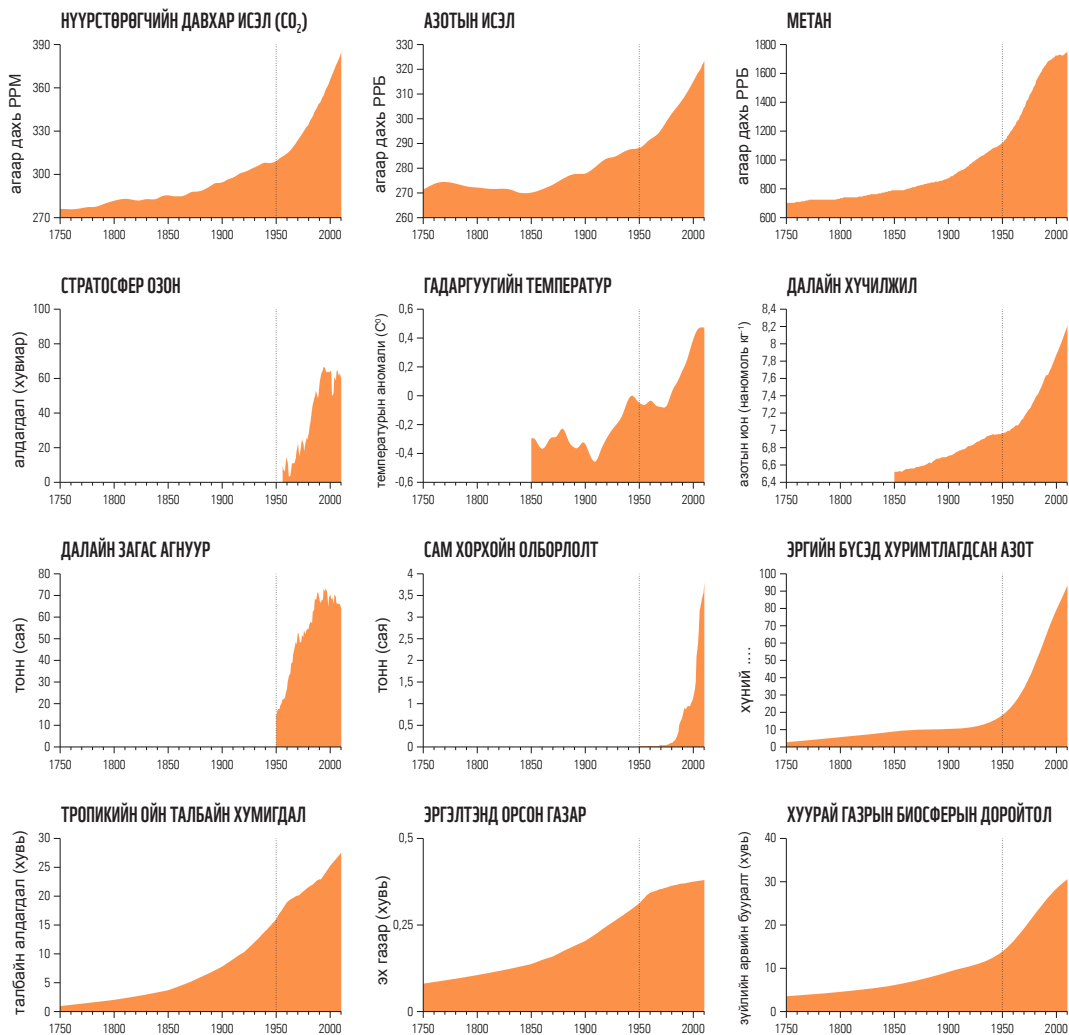 НҮҮРСТӨРӨГЧИЙН ДАВХАР ИСЭЛ (CO₂)
агаар дахь PPM
390
360
330
300
270
1750 1800 1850 1900 1950 2000
АЗОТЫН ИСЭЛ
агаар дахь PPБ
330
320
310
300
290
280
270
260
1750 1800 1850 1900 1950 2000
МЕТАН
агаар дахь PPБ
1800
1600
1400
1200
1000
800
600
1750 1800 1850 1900 1950 2000
СТРАТОСФЕР ОЗОН
алдагдал (хувиар)
100
80
60
40
20
0
1750 1800 1850 1900 1950 2000
ГАДАРГУУГИЙН ТЕМПЕРАТУР
температурын аномали (C⁰)
0,6
0,4
0,2
0
-0,2
-0,4
-0,6
1750 1800 1850 1900 1950 2000
ДАЛАЙН ХҮЧИЛЖИЛ
азотын ион (наномоль кг⁻¹)
8,4
8,2
8
7,8
7,6
7,4
7,2
7
6,8
6,6
6,4
1750 1800 1850 1900 1950 2000
ДАЛАЙН ЗАГАС АГНУУР
тонн (сая)
80
70
60
50
40
30
20
10
0
1750 1800 1850 1900 1950 2000
САМ ХОРХОЙН ОЛБОРЛОЛТ
тонн (сая)
4
3,5
3
2,5
2
1,5
1
0,5
0
1750 1800 1850 1900 1950 2000
ЭРГИЙН БҮСЭД ХУРИМТЛАГДСАН АЗОТ
хүний ....
100
90
80
70
60
50
40
30
20
10
0
1750 1800 1850 1900 1950 2000
ТРОПИКИЙН ОЙН ТАЛБАЙН ХУМИГДАЛ
талбайн алдагдал (хувь)
30
25
20
15
10
5
0
1750 1800 1850 1900 1950 2000
ЭРГЭЛТЭНД ОРСОН ГАЗАР
эх газар (хувь)
0,5
0,25
0
1750 1800 1850 1900 1950 2000
ХУУРАЙ ГАЗРЫН БИОСФЕРЫН ДОРОЙТОЛ
зүйлийн арвийн бууралт (хувь)
40
30
20
10
0
1750 1800 1850 1900 1950 2000